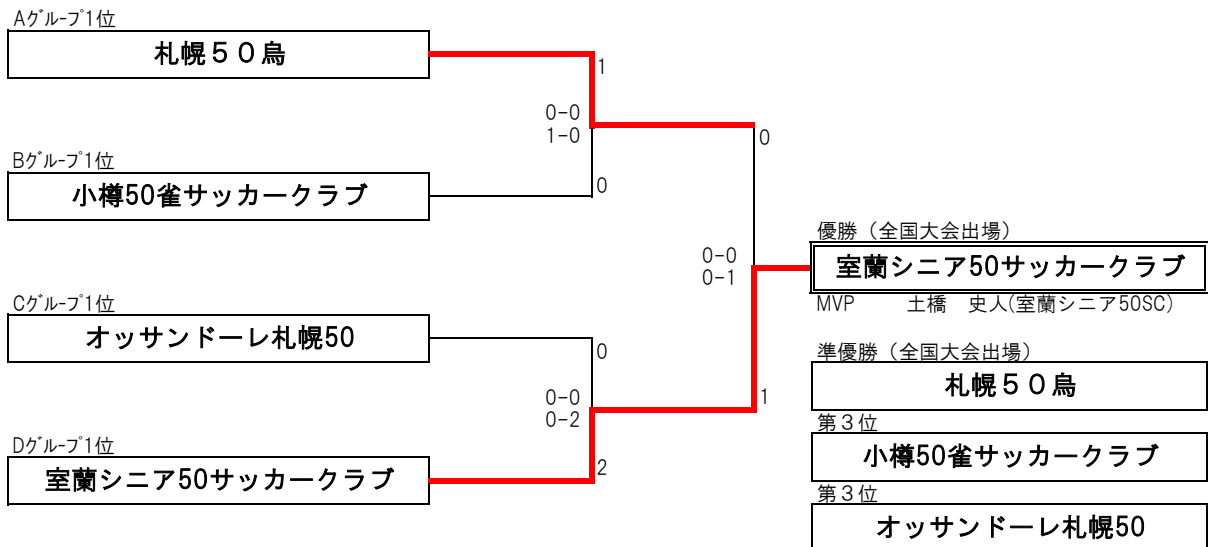 Aグループ1位
札幌５０烏
1
0-0
1-0
0
Bグループ1位
0
小樽50雀サッカークラブ
優勝（全国大会出場）
0-0
0-1
室蘭シニア50サッカークラブ
MVP　土橋　史人(室蘭シニア50SC)
Cグループ1位
オッサンドーレ札幌50
0
準優勝（全国大会出場）
札幌５０烏
0-0
0-2
1
第３位
小樽50雀サッカークラブ
Dグループ1位
室蘭シニア50サッカークラブ
2
第３位
オッサンドーレ札幌50